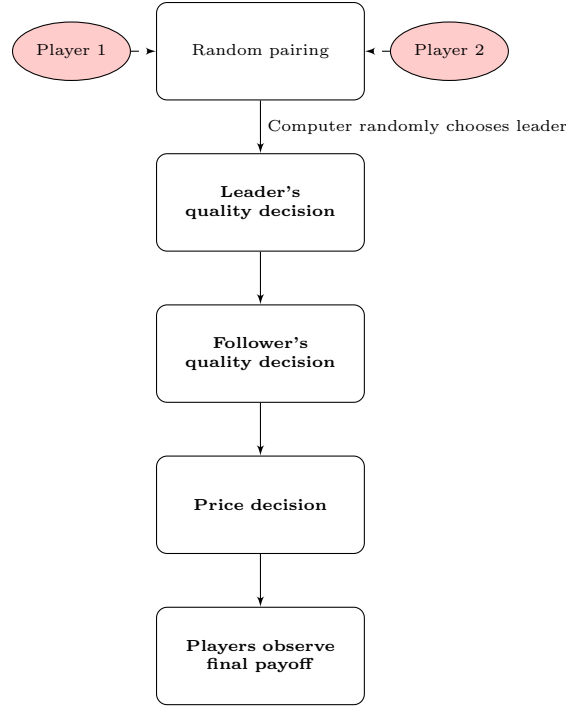 Player 1
Random pairing
Player 2
Computer randomly chooses leader
Leader's
quality decision
Follower's
quality decision
Price decision
Players observe
final payoff